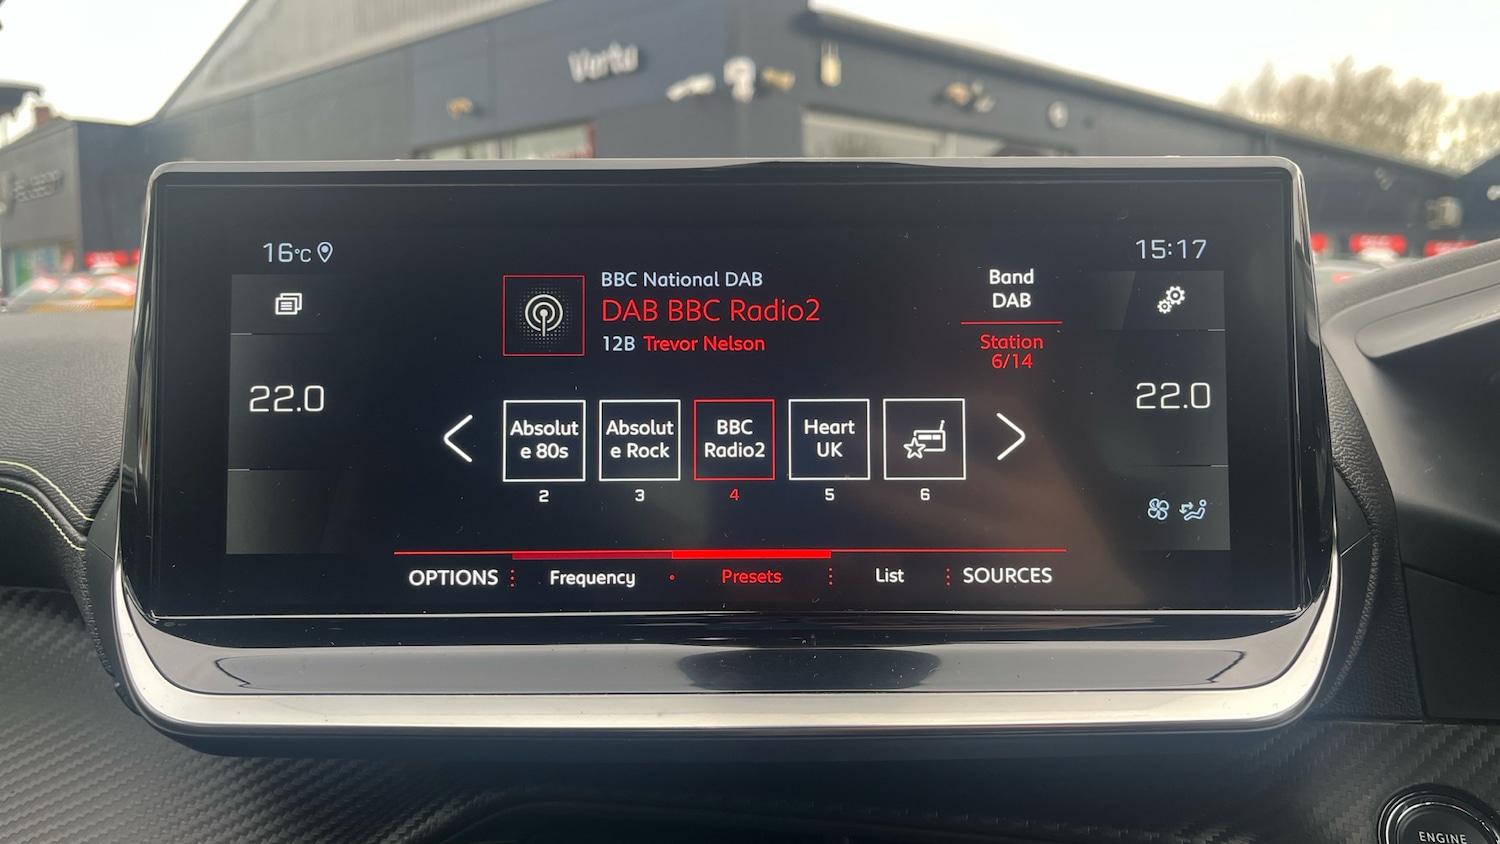 Vertu
16°C
15:17
BBC National DAB
DAB BBC Radio2
12B Trevor Nelson
Band
DAB
Station
6/14
22.0
22.0
Absolut
e 80s
Absolut
e Rock
BBC
Radio2
Heart
UK
2
3
4
5
6
OPTIONS
Frequency
Presets
List
SOURCES
ENGINE